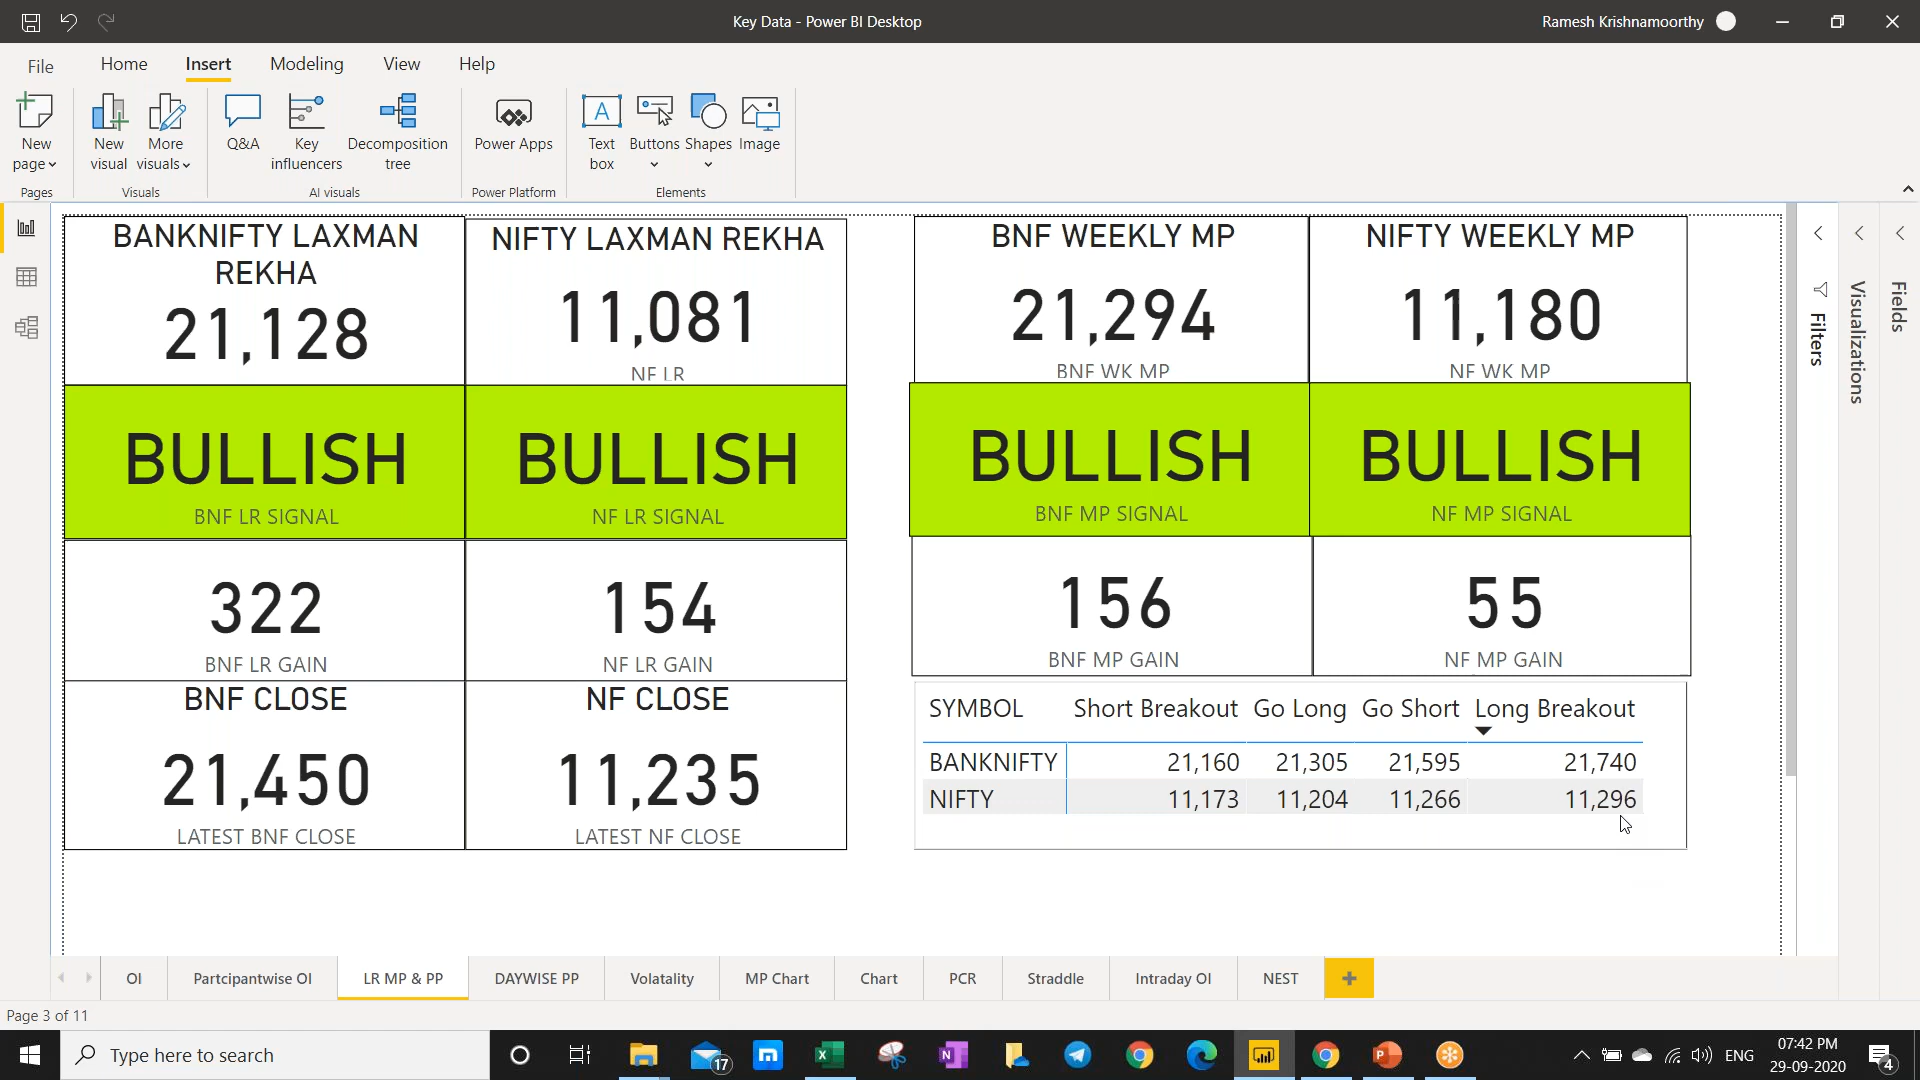 Key Data - Power BI Desktop
Ramesh Krishnamoorthy
File Home Insert Modeling View Help
New page
New visual
More visuals
Q&A
Key influencers
Decomposition tree
Power Apps
Text box
Buttons
Shapes
Image
Pages
Visuals
AI visuals
Power Platform
Elements
BANKNIFTY LAXMAN
REKHA
21,128
NIFTY LAXMAN REKHA
11,081
NF LR
BNF WEEKLY MP
21,294
BNF WK MP
NIFTY WEEKLY MP
11,180
NF WK MP
BULLISH
BNF LR SIGNAL
BULLISH
NF LR SIGNAL
BULLISH
BNF MP SIGNAL
BULLISH
NF MP SIGNAL
322
BNF LR GAIN
154
NF LR GAIN
156
BNF MP GAIN
55
NF MP GAIN
BNF CLOSE
21,450
LATEST BNF CLOSE
NF CLOSE
11,235
LATEST NF CLOSE
SYMBOL Short Breakout Go Long Go Short Long Breakout
BANKNIFTY 21,160 21,305 21,595 21,740
NIFTY 11,173 11,204 11,266 11,296
Filters
Visualizations
Fields
OI Partcipantwise OI LR MP & PP DAYWISE PP Volatality MP Chart Chart PCR Straddle Intraday OI NEST
Page 3 of 11
Type here to search
17
ENG
07:42 PM
29-09-2020
4